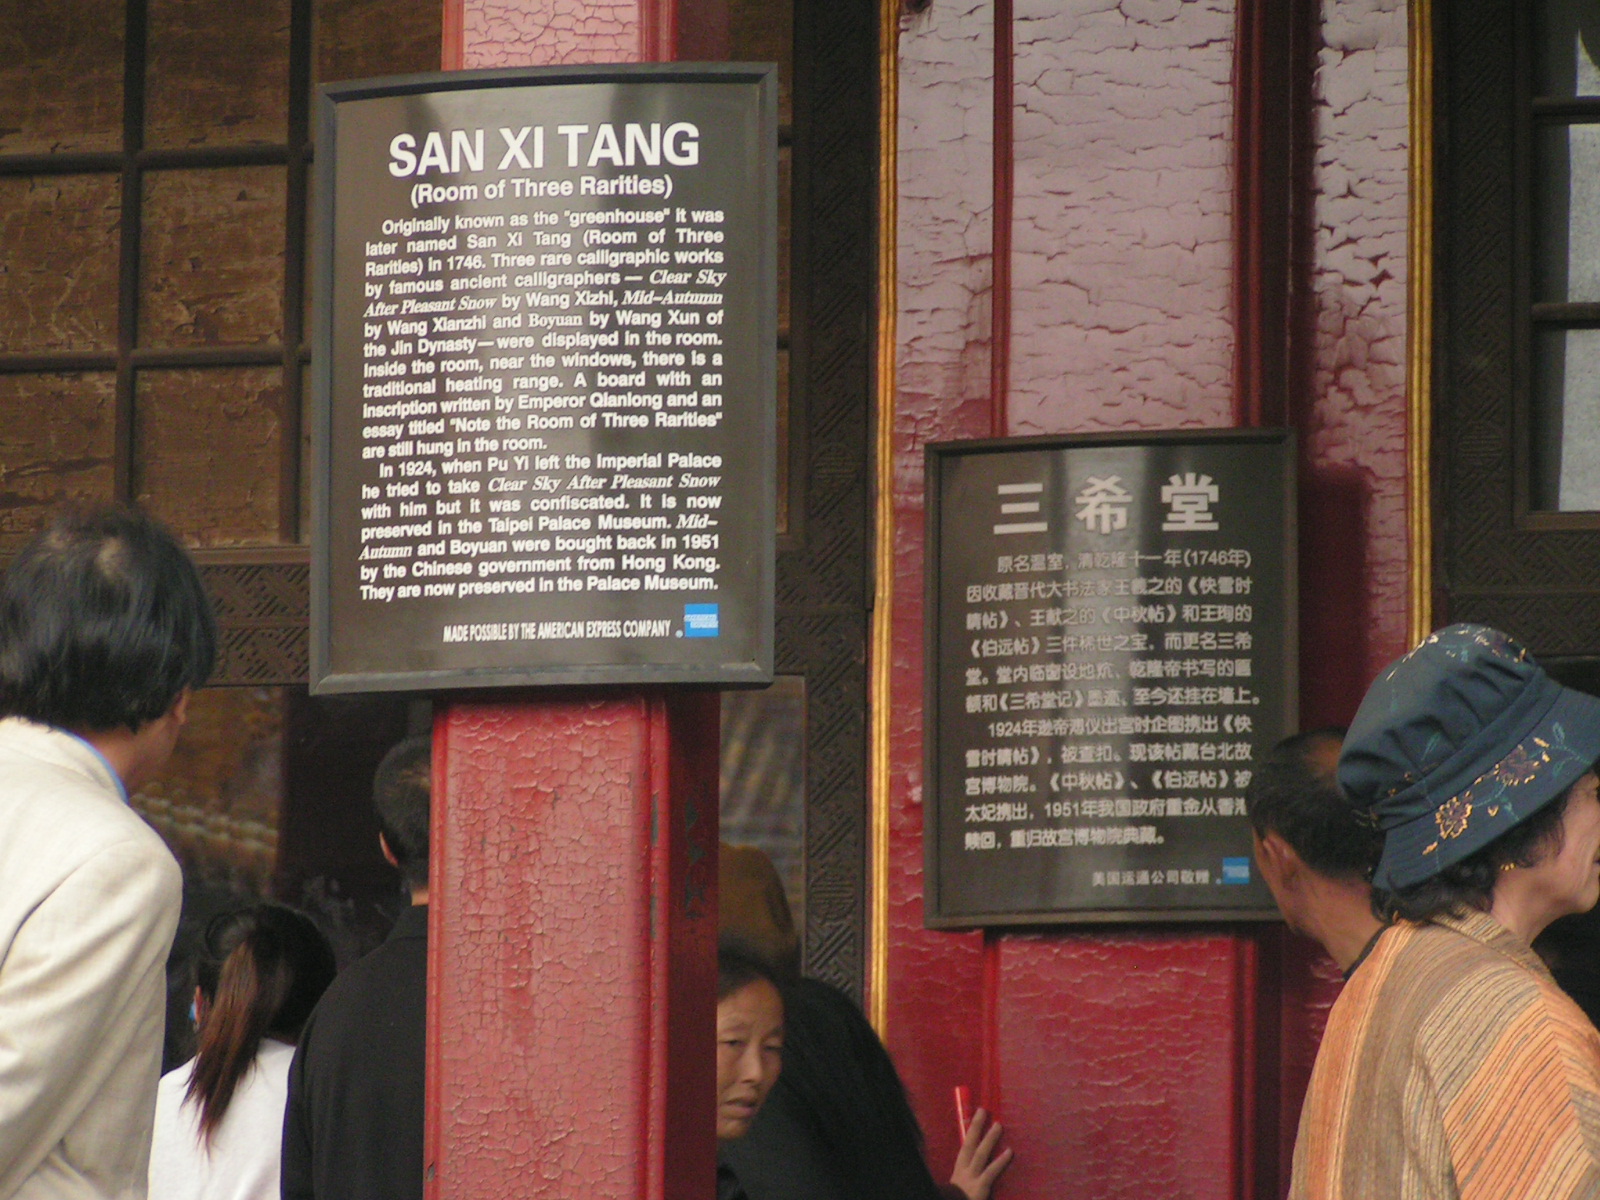 SAN XI TANG
(Room of Three Rarities)
Originally known as the "greenhouse" it was
later named San Xi Tang (Room of Three
Rarities) in 1746. Three rare calligraphic works
by famous ancient calligraphers — Clear Sky
After Pleasant Snow by Wang Xizhi, Mid-Autumn
by Wang Xianzhi and Boyuan by Wang Xun of
the Jin Dynasty—were displayed in the room.
Inside the room, near the windows, there is a
traditional heating range. A board with an
inscription written by Emperor Qianlong and an
essay titled "Note the Room of Three Rarities"
are still hung in the room.
In 1924, when Pu Yi left the Imperial Palace
he tried to take Clear Sky After Pleasant Snow
with him but it was confiscated. It is now
preserved in the Taipei Palace Museum. Mid-
Autumn and Boyuan were bought back in 1951
by the Chinese government from Hong Kong.
They are now preserved in the Palace Museum.
MADE POSSIBLE BY THE AMERICAN EXPRESS COMPANY
三希堂
原名温室，清乾隆十一年(1746年)
因收藏晋代大书法家王羲之的《快雪时
晴帖》、王献之的《中秋帖》和王珣的
《伯远帖》三件稀世之宝，而更名三希
堂。堂内临窗设地炕、乾隆帝书写的匾
额和《三希堂记》墨迹、至今还挂在墙上。
1924年逊帝溥仪出宫时企图携出《快
雪时晴帖》，被查扣。现该帖藏台北故
宫博物院。《中秋帖》、《伯远帖》被
太妃携出，1951年我国政府重金从香港
赎回，重归故宫博物院典藏。
美国运通公司敬赠